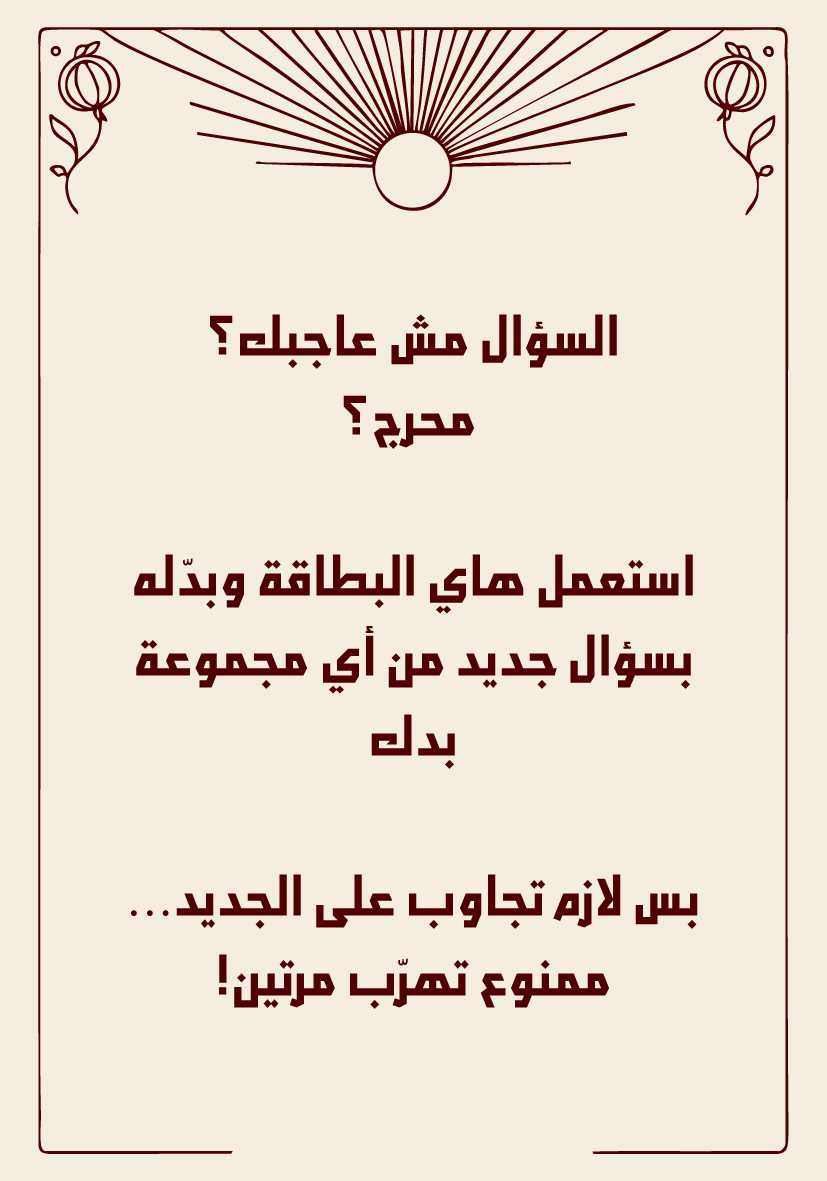 السؤال مش عاجبك؟
محرج؟
استعمل هاي البطاقة وبدّله
بسؤال جديد من أي مجموعة
بدك
بس لازم تجاوب على الجديد...
ممنوع تهرّب مرتين!